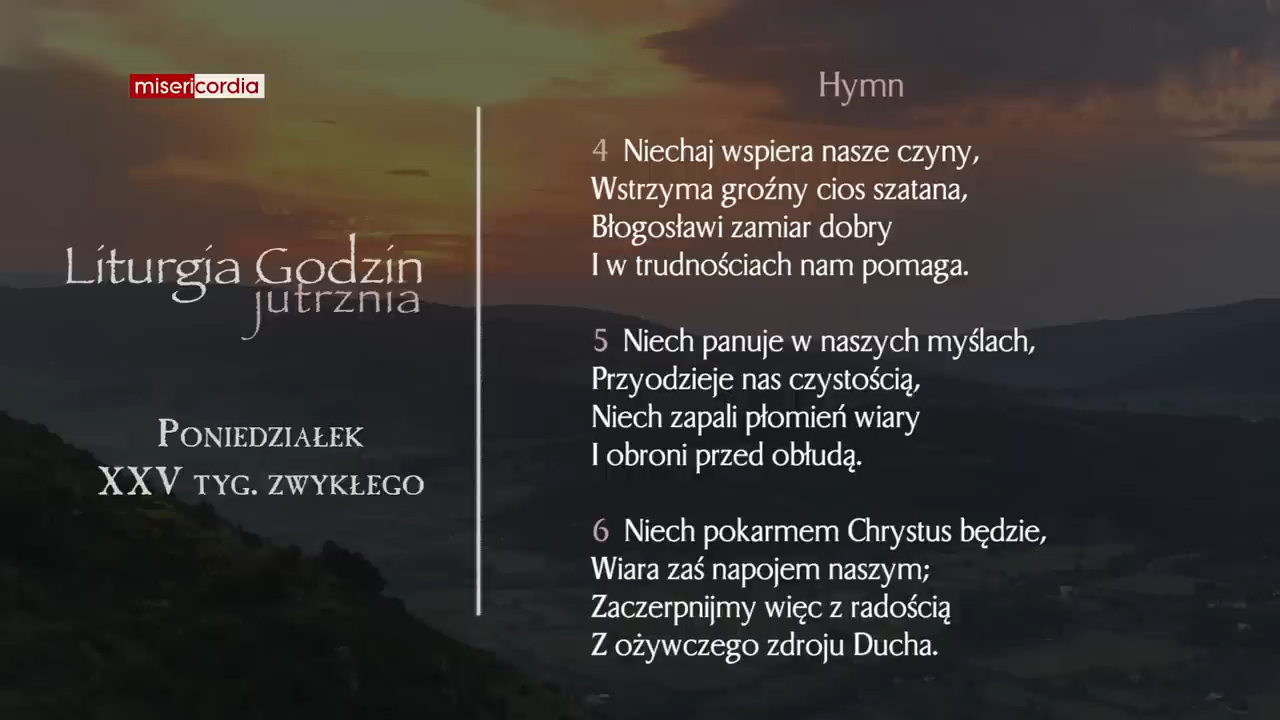 misericordia
Liturgia Godzin
jutrznia
Poniedziałek
XXV tyg. zwykłego
Hymn
4 Niechaj wspiera nasze czyny,
Wstrzyma groźny cios szatana,
Błogosławi zamiar dobry
I w trudnościach nam pomaga.
5 Niech panuje w naszych myślach,
Przyodzieje nas czystością,
Niech zapali płomień wiary
I obroni przed obłudą.
6 Niech pokarmem Chrystus będzie,
Wiara zaś napojem naszym;
Zaczerpnijmy więc z radością
Z ożywczego zdroju Ducha.